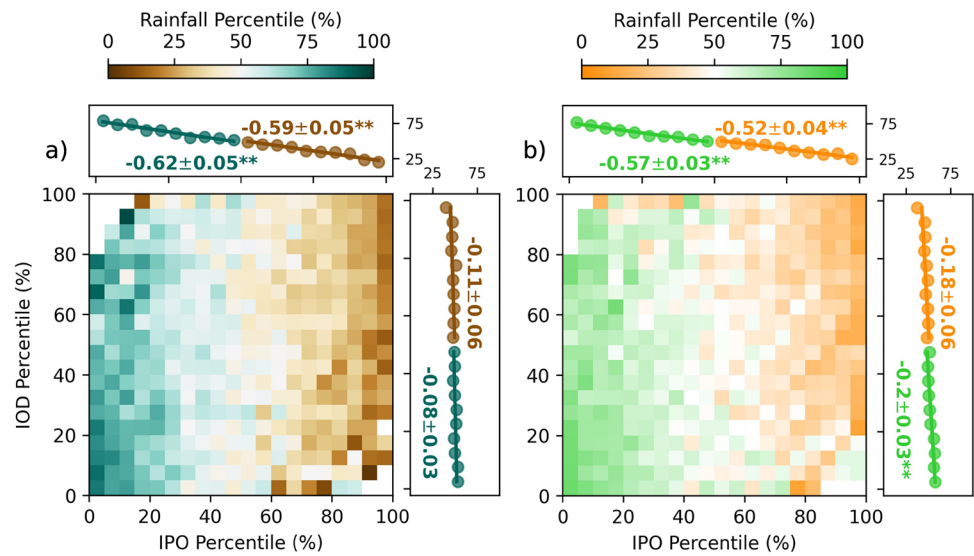 Rainfall Percentile (%)
0 25 50 75 100
a)
-0.59±0.05**
-0.62±0.05**
75
25
25 75
-0.11±0.06
-0.08±0.03
IOD Percentile (%)
100
80
60
40
20
0
0 20 40 60 80 100
IPO Percentile (%)
Rainfall Percentile (%)
0 25 50 75 100
b)
-0.52±0.04**
-0.57±0.03**
75
25
25 75
-0.18±0.06
-0.2±0.03**
100
80
60
40
20
0
0 20 40 60 80 100
IPO Percentile (%)